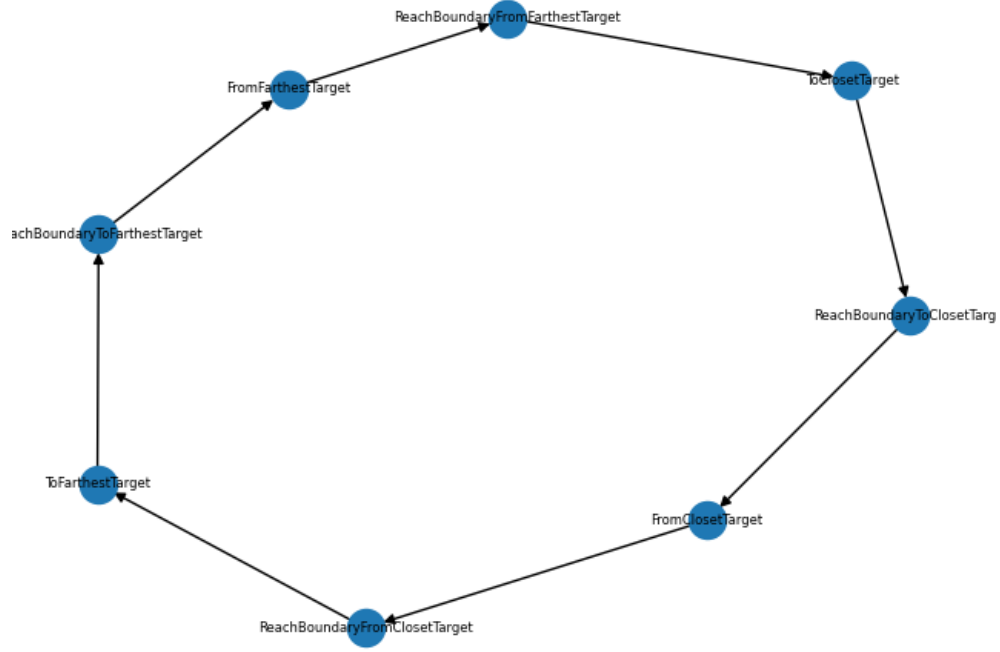 ReachBoundaryFromFarthestTarget
ToClosetTarget
FromFarthestTarget
achBoundaryToFarthestTarget
ReachBoundaryToClosetTarg
ToFarthestTarget
FromClosetTarget
ReachBoundaryFromClosetTarget